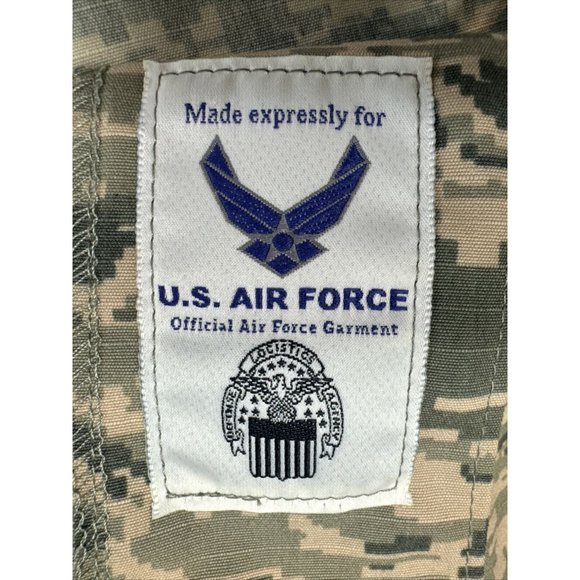 Made expressly for
U.S. AIR FORCE
Official Air Force Garment
DEFENSE LOGISTICS AGENCY